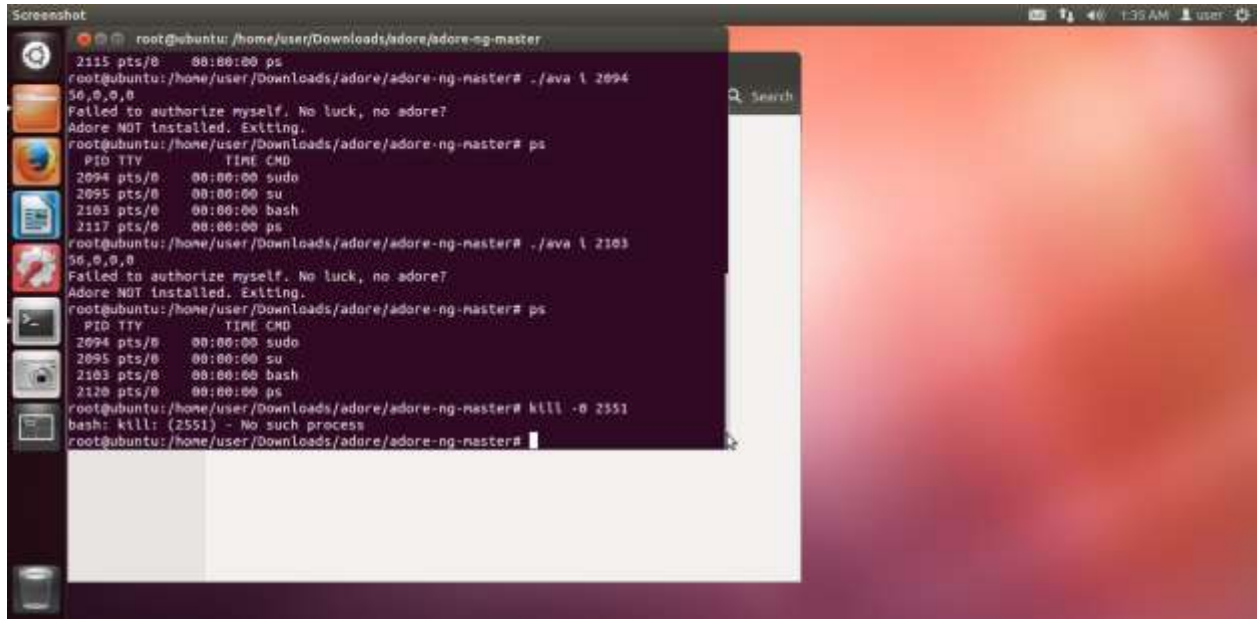 Screenshot
1:35 AM user
root@ubuntu: /home/user/Downloads/adore/adore-ng-master
2115 pts/0 00:00:00 ps
root@ubuntu:/home/user/Downloads/adore/adore-ng-master# ./ava i 2094
56,0,0,0
Failed to authorize myself. No luck, no adore?
Adore NOT installed. Exiting.
root@ubuntu:/home/user/Downloads/adore/adore-ng-master# ps
PID TTY TIME CMD
2094 pts/0 00:00:00 sudo
2095 pts/0 00:00:00 su
2103 pts/0 00:00:00 bash
2117 pts/0 00:00:00 ps
root@ubuntu:/home/user/Downloads/adore/adore-ng-master# ./ava i 2103
56,0,0,0
Failed to authorize myself. No luck, no adore?
Adore NOT installed. Exiting.
root@ubuntu:/home/user/Downloads/adore/adore-ng-master# ps
PID TTY TIME CMD
2094 pts/0 00:00:00 sudo
2095 pts/0 00:00:00 su
2103 pts/0 00:00:00 bash
2120 pts/0 00:00:00 ps
root@ubuntu:/home/user/Downloads/adore/adore-ng-master# kill -0 2551
bash: kill: (2551) - No such process
root@ubuntu:/home/user/Downloads/adore/adore-ng-master#
Search